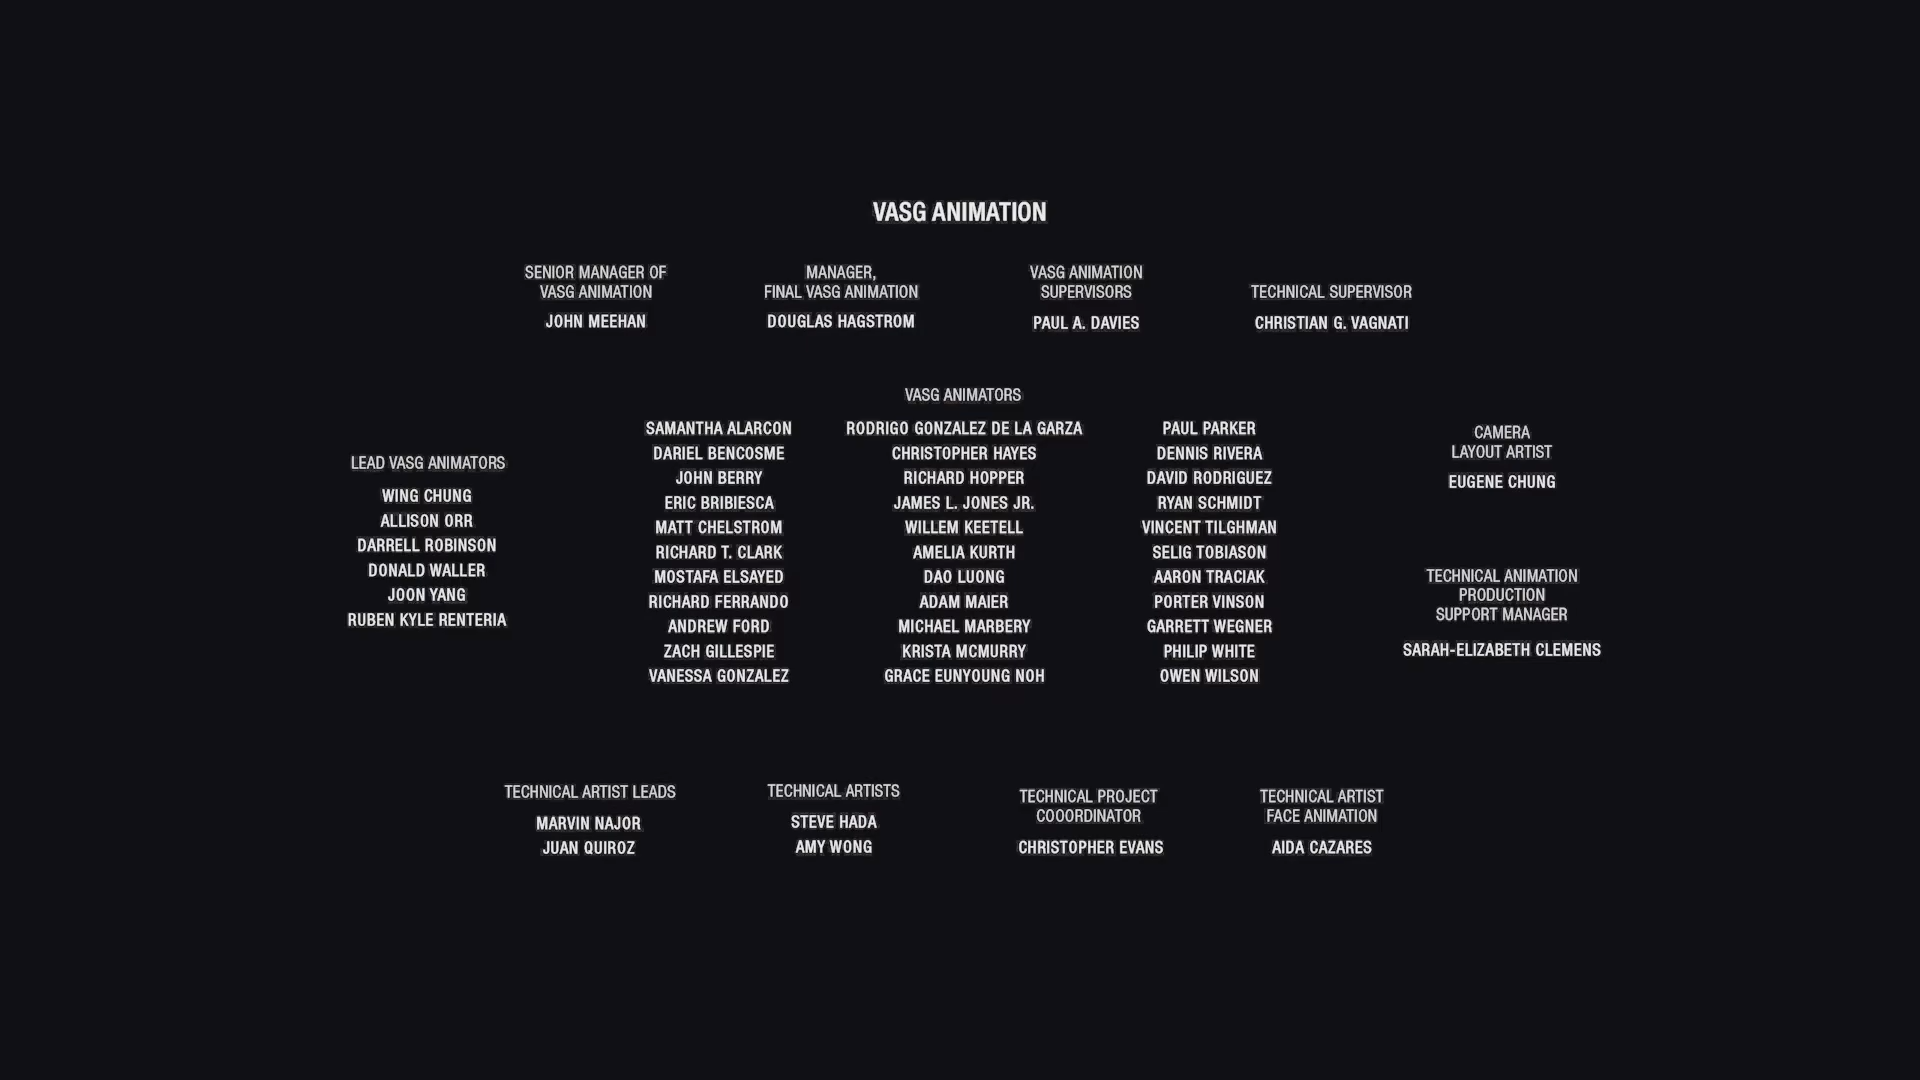 VASG ANIMATION
SENIOR MANAGER OF
VASG ANIMATION
JOHN MEEHAN
MANAGER,
FINAL VASG ANIMATION
DOUGLAS HAGSTROM
VASG ANIMATION
SUPERVISORS
PAUL A. DAVIES
TECHNICAL SUPERVISOR
CHRISTIAN G. VAGNATI
LEAD VASG ANIMATORS
WING CHUNG
ALLISON ORR
DARRELL ROBINSON
DONALD WALLER
JOON YANG
RUBEN KYLE RENTERIA
VASG ANIMATORS
SAMANTHA ALARCON
DARIEL BENCOSME
JOHN BERRY
ERIC BRIBIESCA
MATT CHELSTROM
RICHARD T. CLARK
MOSTAFA ELSAYED
RICHARD FERRANDO
ANDREW FORD
ZACH GILLESPIE
VANESSA GONZALEZ
RODRIGO GONZALEZ DE LA GARZA
CHRISTOPHER HAYES
RICHARD HOPPER
JAMES L. JONES JR.
WILLEM KEETELL
AMELIA KURTH
DAO LUONG
ADAM MAIER
MICHAEL MARBERY
KRISTA MCMURRY
GRACE EUNYOUNG NOH
PAUL PARKER
DENNIS RIVERA
DAVID RODRIGUEZ
RYAN SCHMIDT
VINCENT TILGHMAN
SELIG TOBIASON
AARON TRACIAK
PORTER VINSON
GARRETT WEGNER
PHILIP WHITE
OWEN WILSON
CAMERA
LAYOUT ARTIST
EUGENE CHUNG
TECHNICAL ANIMATION
PRODUCTION
SUPPORT MANAGER
SARAH-ELIZABETH CLEMENS
TECHNICAL ARTIST LEADS
MARVIN NAJOR
JUAN QUIROZ
TECHNICAL ARTISTS
STEVE HADA
AMY WONG
TECHNICAL PROJECT
COOORDINATOR
CHRISTOPHER EVANS
TECHNICAL ARTIST
FACE ANIMATION
AIDA CAZARES